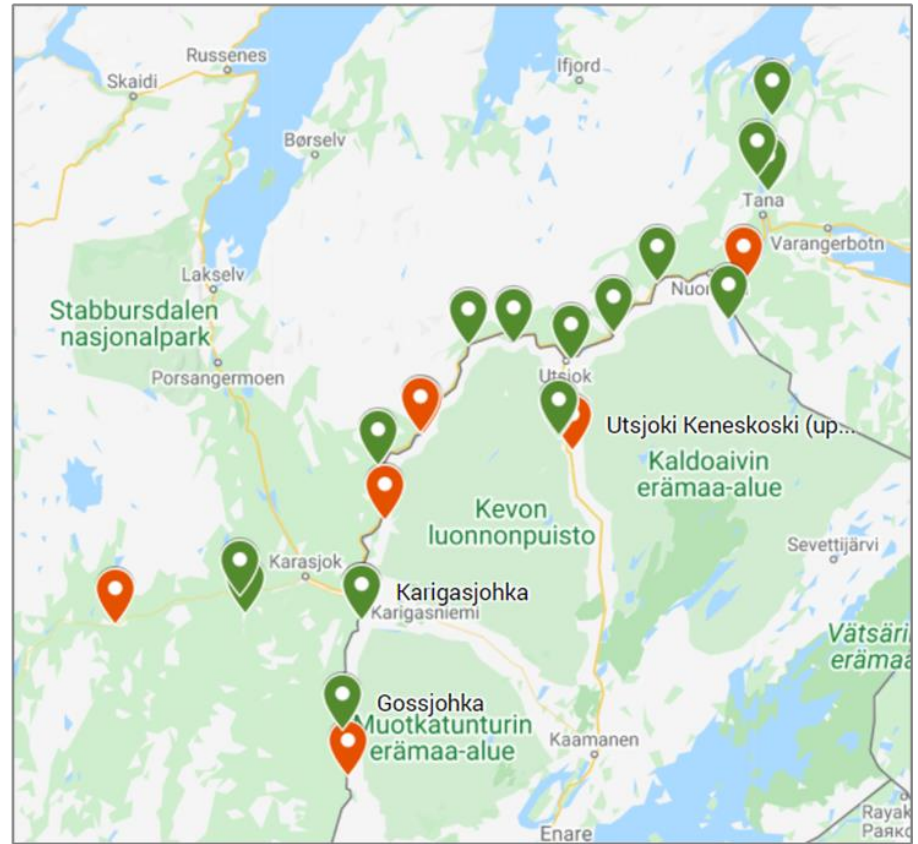 Russenes
Skaidi
Ifjord
Børselv
Tana
Varangerbotn
Lakselv
Stabbursdalen
nasjonalpark
Porsangermoen
Utsjok
Utsjoki Keneskoski (up...
Kaldoaivin
erämaa-alue
Kevon
luonnonpuisto
Sevettijärvi
Karasjok
Karigasjohka
Karigasniemi
Vätsäri
erämaa
Gossjohka
Muotkatunturin
erämaa-alue
Kaamanen
Enare
Rayak
Раяко